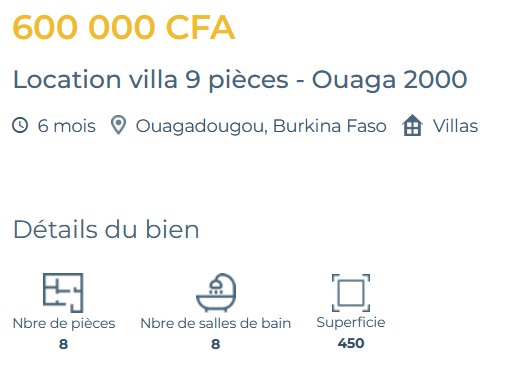 600 000 CFA
Location villa 9 pièces - Ouaga 2000
6 mois Ouagadougou, Burkina Faso Villas
Détails du bien
Nbre de pièces Nbre de salles de bain Superficie
8 8 450